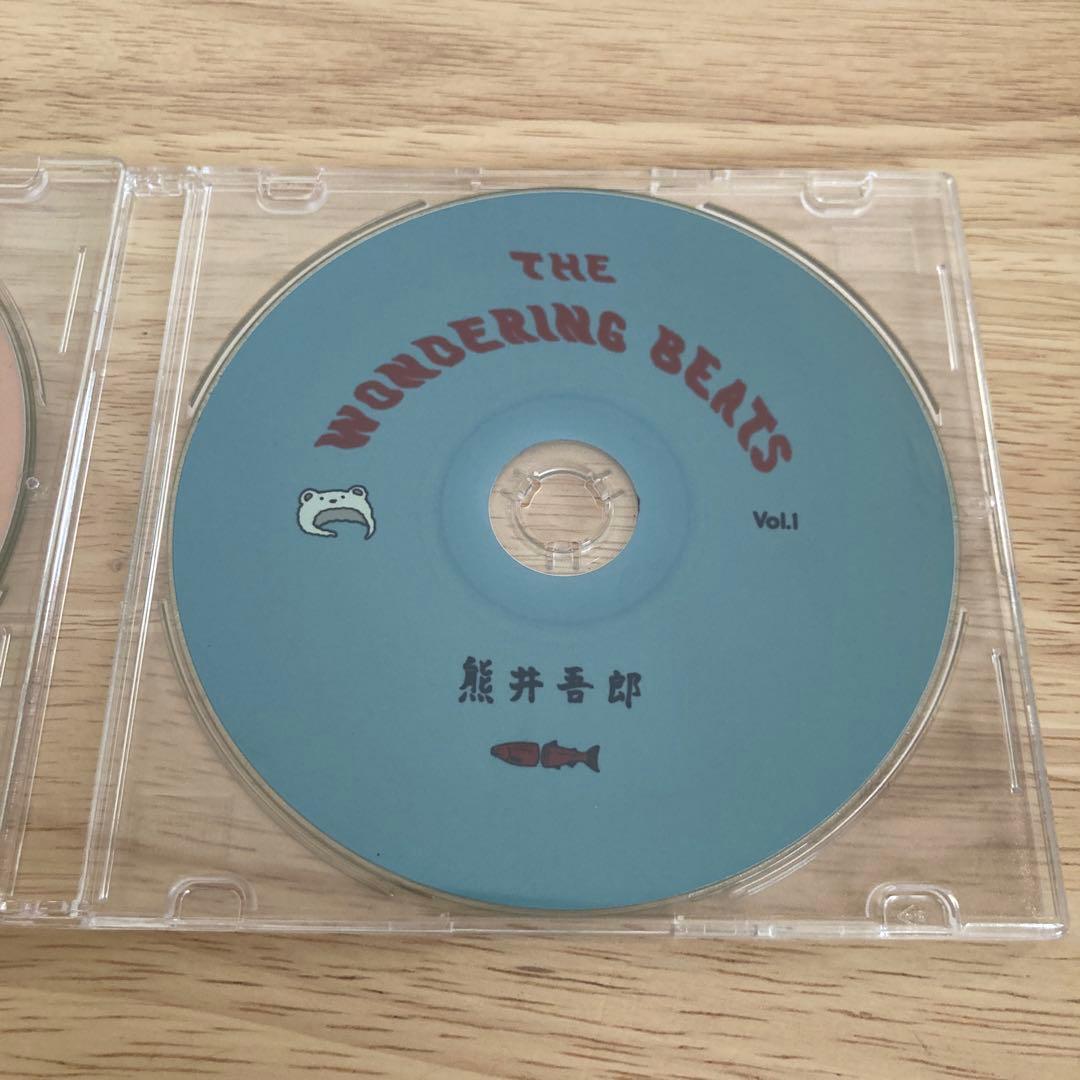 THE
WONDERING BEATS
Vol.1
熊井吾郎